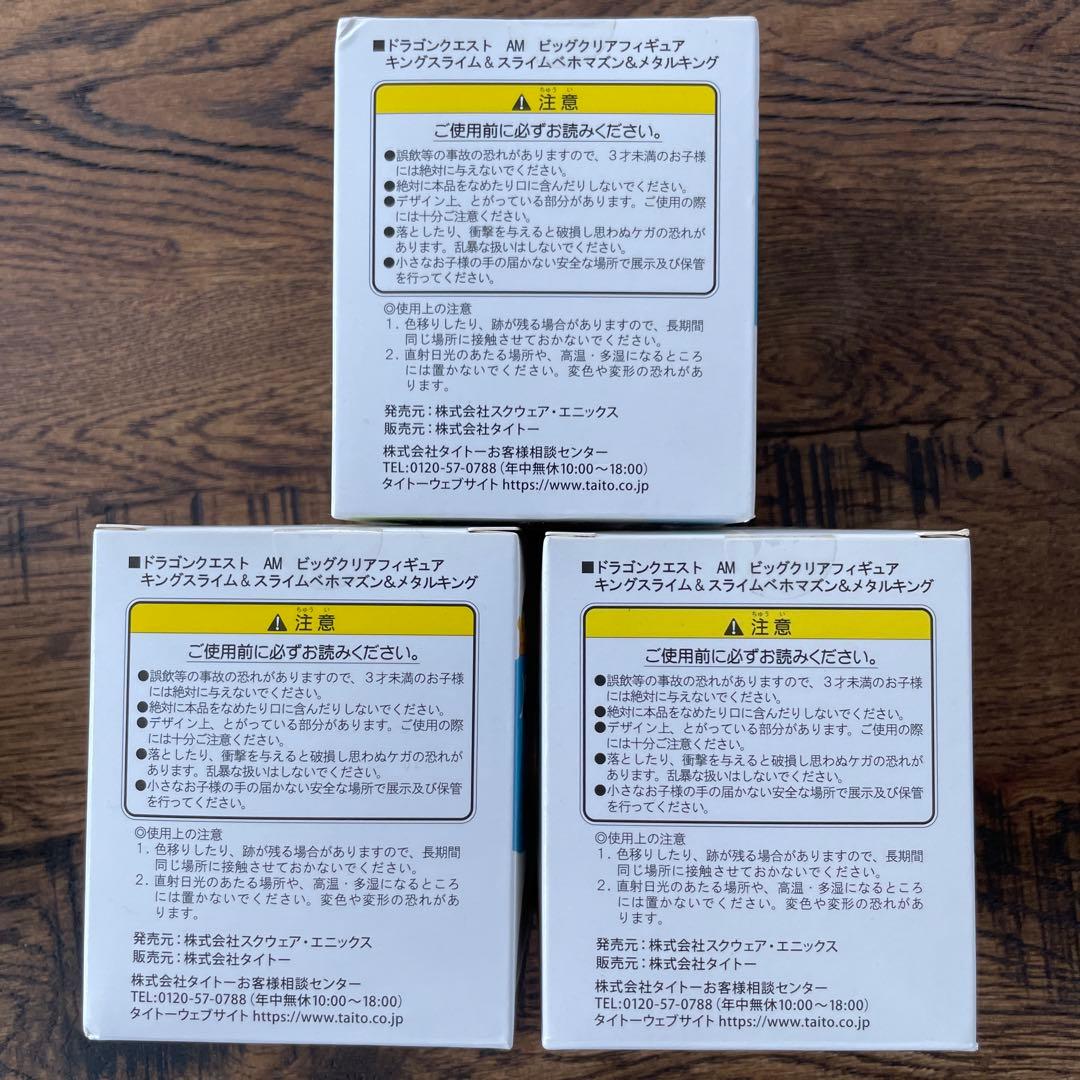 ■ドラゴンクエスト AM ビッグクリアフィギュア
キングスライム&スライムベホマズン&メタルキング
ちゅう い
⚠ 注意
ご使用前に必ずお読みください。
●誤飲等の事故の恐れがありますので、3才未満のお子様
には絶対に与えないでください。
●絶対に本品をなめたり口に含んだりしないでください。
●デザイン上、とがっている部分があります。ご使用の際
には十分ご注意ください。
●落としたり、衝撃を与えると破損し思わぬケガの恐れが
あります。乱暴な扱いはしないでください。
●小さなお子様の手の届かない安全な場所で展示及び保管
を行ってください。
◎使用上の注意
1. 色移りしたり、跡が残る場合がありますので、長期間
同じ場所に接触させておかないでください。
2. 直射日光のあたる場所や、高温・多湿になるところ
には置かないでください。変色や変形の恐れがあ
ります。
発売元:株式会社スクウェア・エニックス
販売元:株式会社タイトー
株式会社タイトーお客様相談センター
TEL:0120-57-0788(年中無休10:00〜18:00)
タイトーウェブサイト https://www.taito.co.jp
■ドラゴンクエスト AM ビッグクリアフィギュア
キングスライム&スライムベホマズン&メタルキング
ちゅう い
⚠ 注意
ご使用前に必ずお読みください。
●誤飲等の事故の恐れがありますので、3才未満のお子様
には絶対に与えないでください。
●絶対に本品をなめたり口に含んだりしないでください。
●デザイン上、とがっている部分があります。ご使用の際
には十分ご注意ください。
●落としたり、衝撃を与えると破損し思わぬケガの恐れが
あります。乱暴な扱いはしないでください。
●小さなお子様の手の届かない安全な場所で展示及び保管
を行ってください。
◎使用上の注意
1. 色移りしたり、跡が残る場合がありますので、長期間
同じ場所に接触させておかないでください。
2. 直射日光のあたる場所や、高温・多湿になるところ
には置かないでください。変色や変形の恐れがあ
ります。
発売元:株式会社スクウェア・エニックス
販売元:株式会社タイトー
株式会社タイトーお客様相談センター
TEL:0120-57-0788(年中無休10:00〜18:00)
タイトーウェブサイト https://www.taito.co.jp
■ドラゴンクエスト AM ビッグクリアフィギュア
キングスライム&スライムベホマズン&メタルキング
ちゅう い
⚠ 注意
ご使用前に必ずお読みください。
●誤飲等の事故の恐れがありますので、3才未満のお子様
には絶対に与えないでください。
●絶対に本品をなめたり口に含んだりしないでください。
●デザイン上、とがっている部分があります。ご使用の際
には十分ご注意ください。
●落としたり、衝撃を与えると破損し思わぬケガの恐れが
あります。乱暴な扱いはしないでください。
●小さなお子様の手の届かない安全な場所で展示及び保管
を行ってください。
◎使用上の注意
1. 色移りしたり、跡が残る場合がありますので、長期間
同じ場所に接触させておかないでください。
2. 直射日光のあたる場所や、高温・多湿になるところ
には置かないでください。変色や変形の恐れがあ
ります。
発売元:株式会社スクウェア・エニックス
販売元:株式会社タイトー
株式会社タイトーお客様相談センター
TEL:0120-57-0788(年中無休10:00〜18:00)
タイトーウェブサイト https://www.taito.co.jp